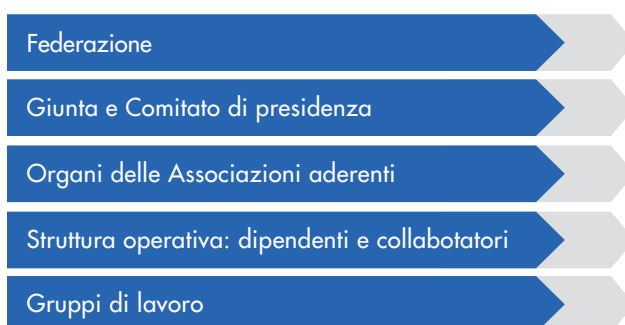 Federazione
Giunta e Comitato di presidenza
Organi delle Associazioni aderenti
Struttura operativa: dipendenti e collabotatori
Gruppi di lavoro